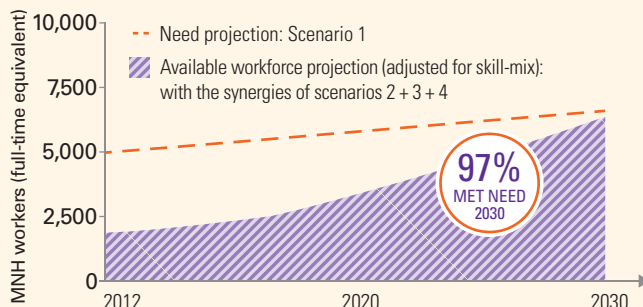 MNH workers (full-time equivalent)
10,000
7,500
5,000
2,500
0
Need projection: Scenario 1
Available workforce projection (adjusted for skill-mix):
with the synergies of scenarios 2 + 3 + 4
97%
MET NEED
2030
2012
2020
2030